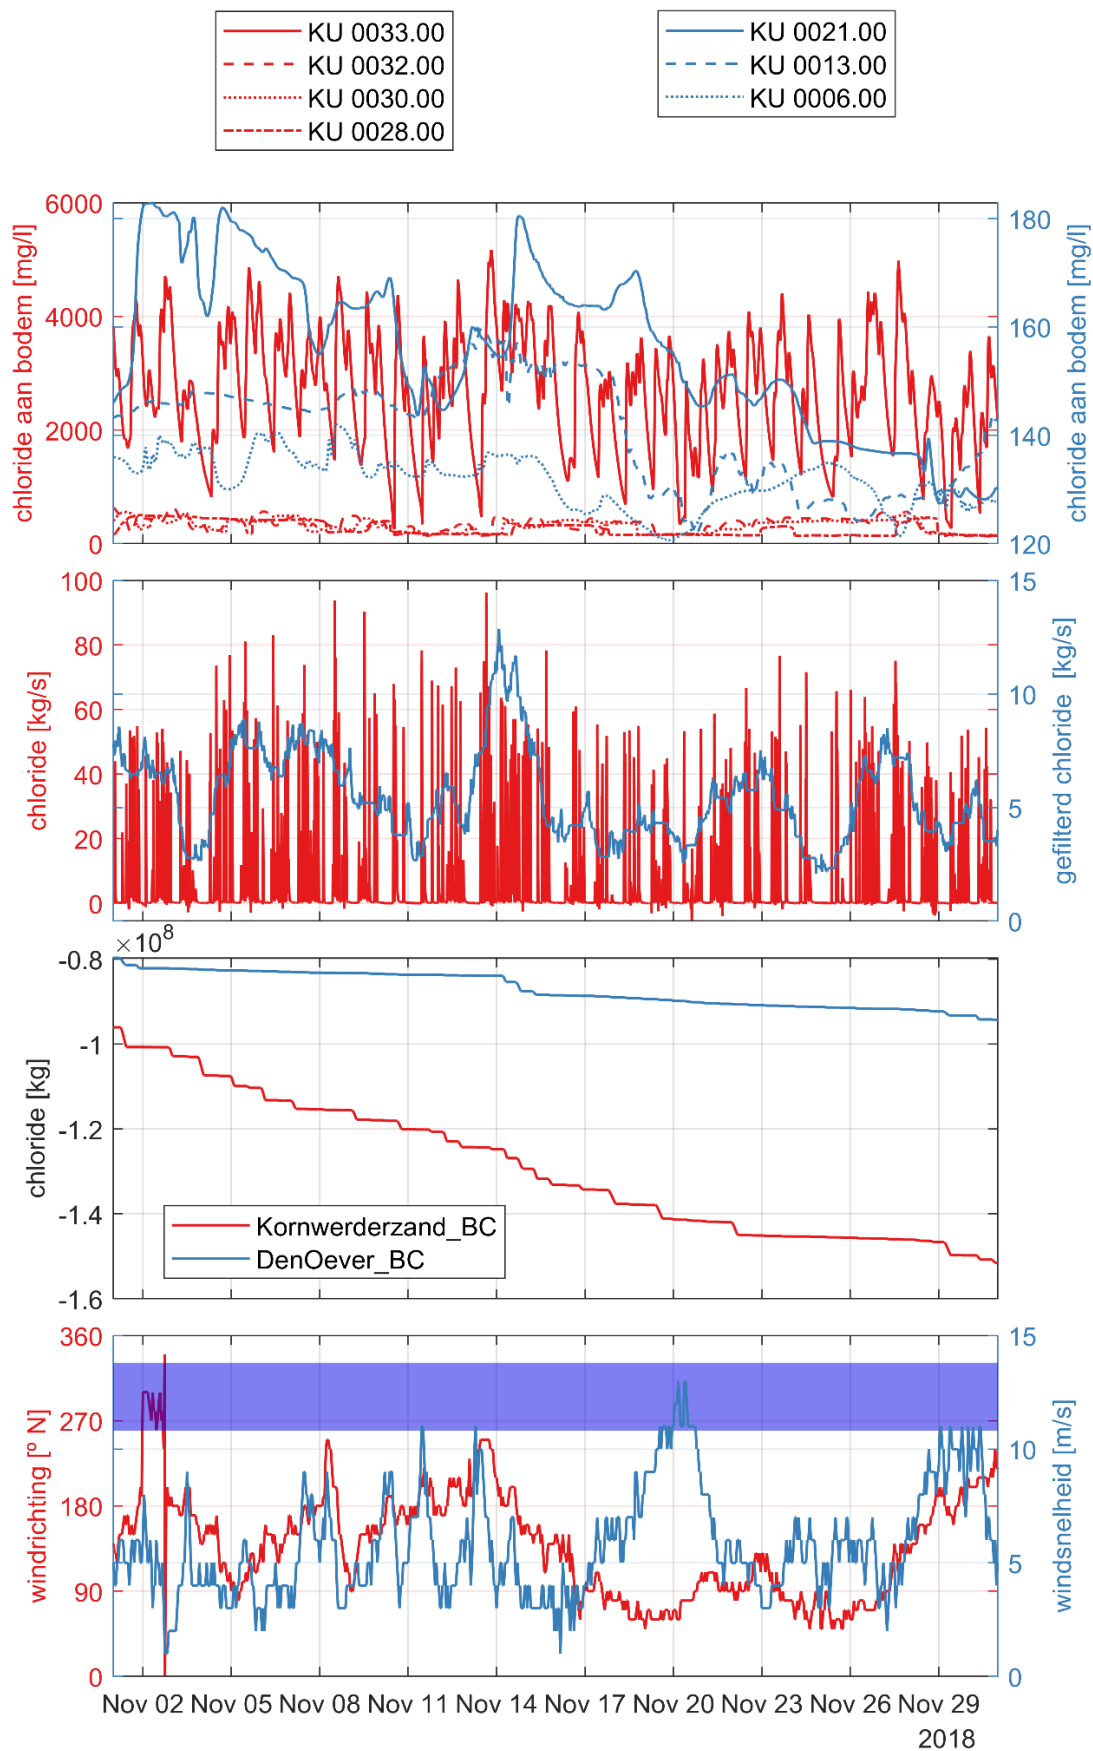 KU 0033.00
KU 0032.00
KU 0030.00
KU 0028.00
KU 0021.00
KU 0013.00
KU 0006.00
chloride aan bodem [mg/l]
6000
4000
2000
0
180
160
140
120
chloride aan bodem [mg/l]
chloride [kg/s]
100
80
60
40
20
0
15
10
5
0
gefilterd chloride [kg/s]
×10⁸
chloride [kg]
-0.8
-1
-1.2
-1.4
-1.6
Kornwerderzand_BC
DenOever_BC
windrichting [º N]
360
270
180
90
0
15
10
5
0
windsnelheid [m/s]
Nov 02 Nov 05 Nov 08 Nov 11 Nov 14 Nov 17 Nov 20 Nov 23 Nov 26 Nov 29
2018